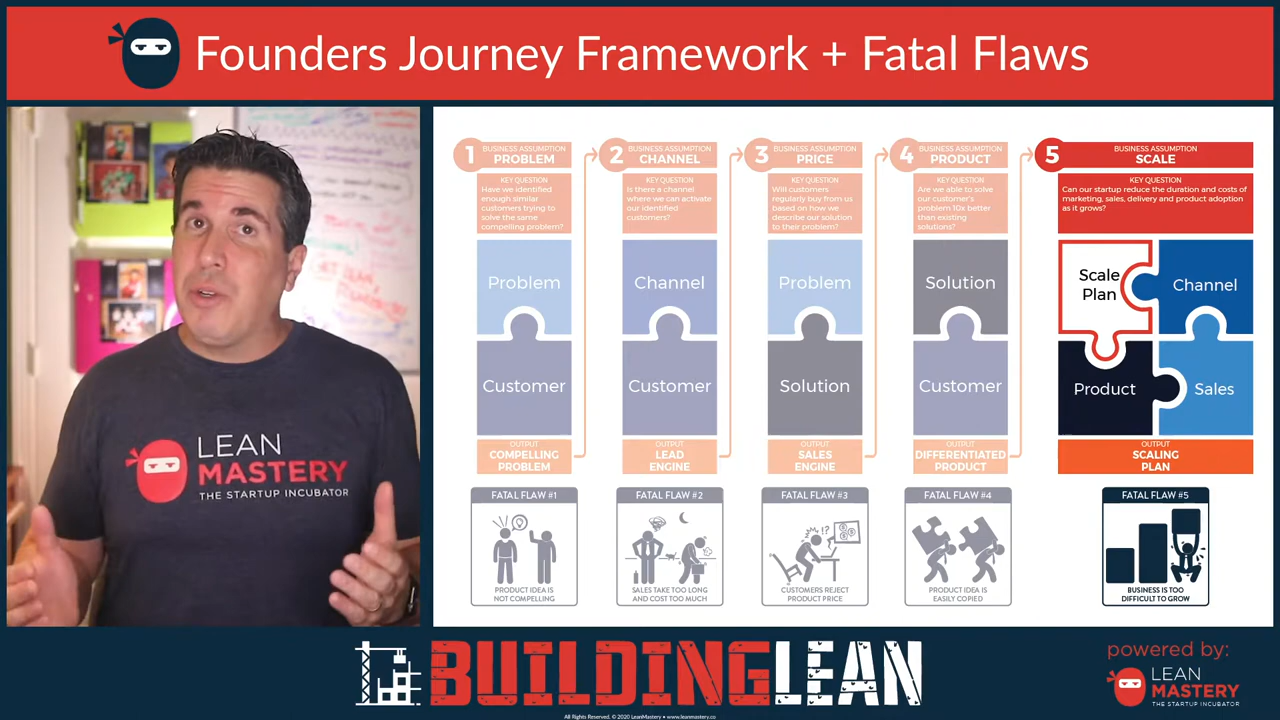 Founders Journey Framework + Fatal Flaws
LEAN
MASTERY
THE STARTUP INCUBATOR
1
BUSINESS ASSUMPTION
PROBLEM
KEY QUESTION
Have we identified
enough similar
customers trying to
solve the same
compelling problem?
Problem
Customer
OUTPUT
COMPELLING
PROBLEM
FATAL FLAW #1
PRODUCT IDEA IS
NOT COMPELLING
2
BUSINESS ASSUMPTION
CHANNEL
KEY QUESTION
Is there a channel
where we can activate
our identified
customers?
Channel
Customer
OUTPUT
LEAD
ENGINE
FATAL FLAW #2
SALES TAKE TOO LONG
AND COST TOO MUCH
3
BUSINESS ASSUMPTION
PRICE
KEY QUESTION
Will customers
regularly buy from us
based on how we
describe our solution
to their problem?
Problem
Solution
OUTPUT
SALES
ENGINE
FATAL FLAW #3
!?
CUSTOMERS REJECT
PRODUCT PRICE
4
BUSINESS ASSUMPTION
PRODUCT
KEY QUESTION
Are we able to solve
our customer's
problem 10x better
than existing
solutions?
Solution
Customer
OUTPUT
DIFFERENTIATED
PRODUCT
FATAL FLAW #4
PRODUCT IDEA IS
EASILY COPIED
5
BUSINESS ASSUMPTION
SCALE
KEY QUESTION
Can our startup reduce the duration and costs of
marketing, sales, delivery and product adoption
as it grows?
Scale
Plan
Channel
Product
Sales
OUTPUT
SCALING
PLAN
FATAL FLAW #5
BUSINESS IS TOO
DIFFICULT TO GROW
BUILDINGLEAN
powered by:
LEAN
MASTERY
THE STARTUP INCUBATOR
All Rights Reserved. © 2020 LeanMastery • www.leanmastery.co